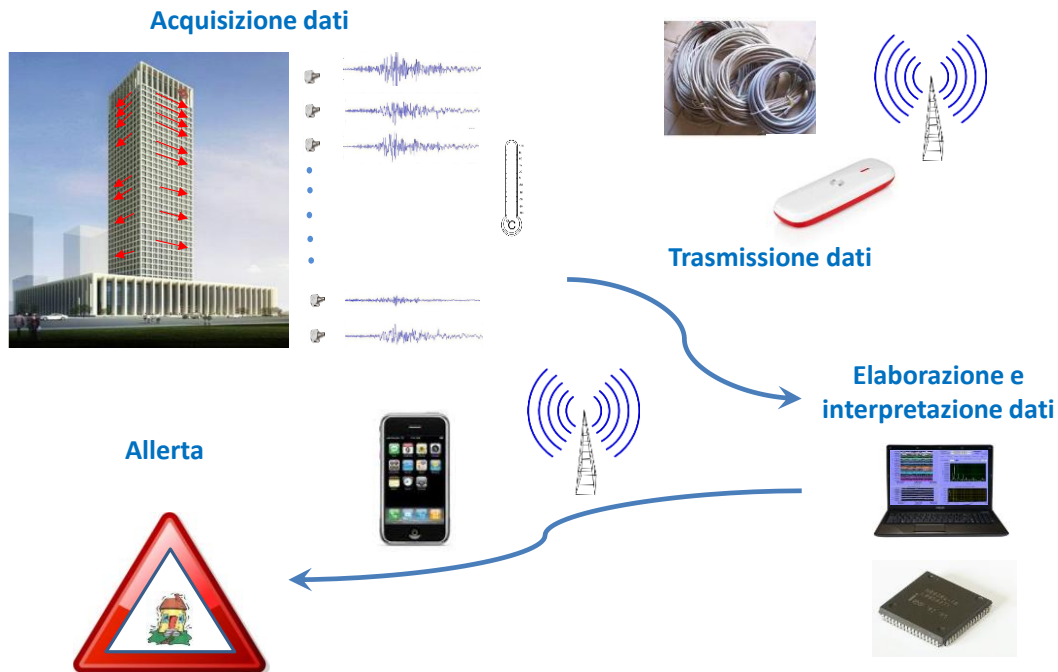 Acquisizione dati
°C
Trasmissione dati
Elaborazione e
interpretazione dati
Allerta